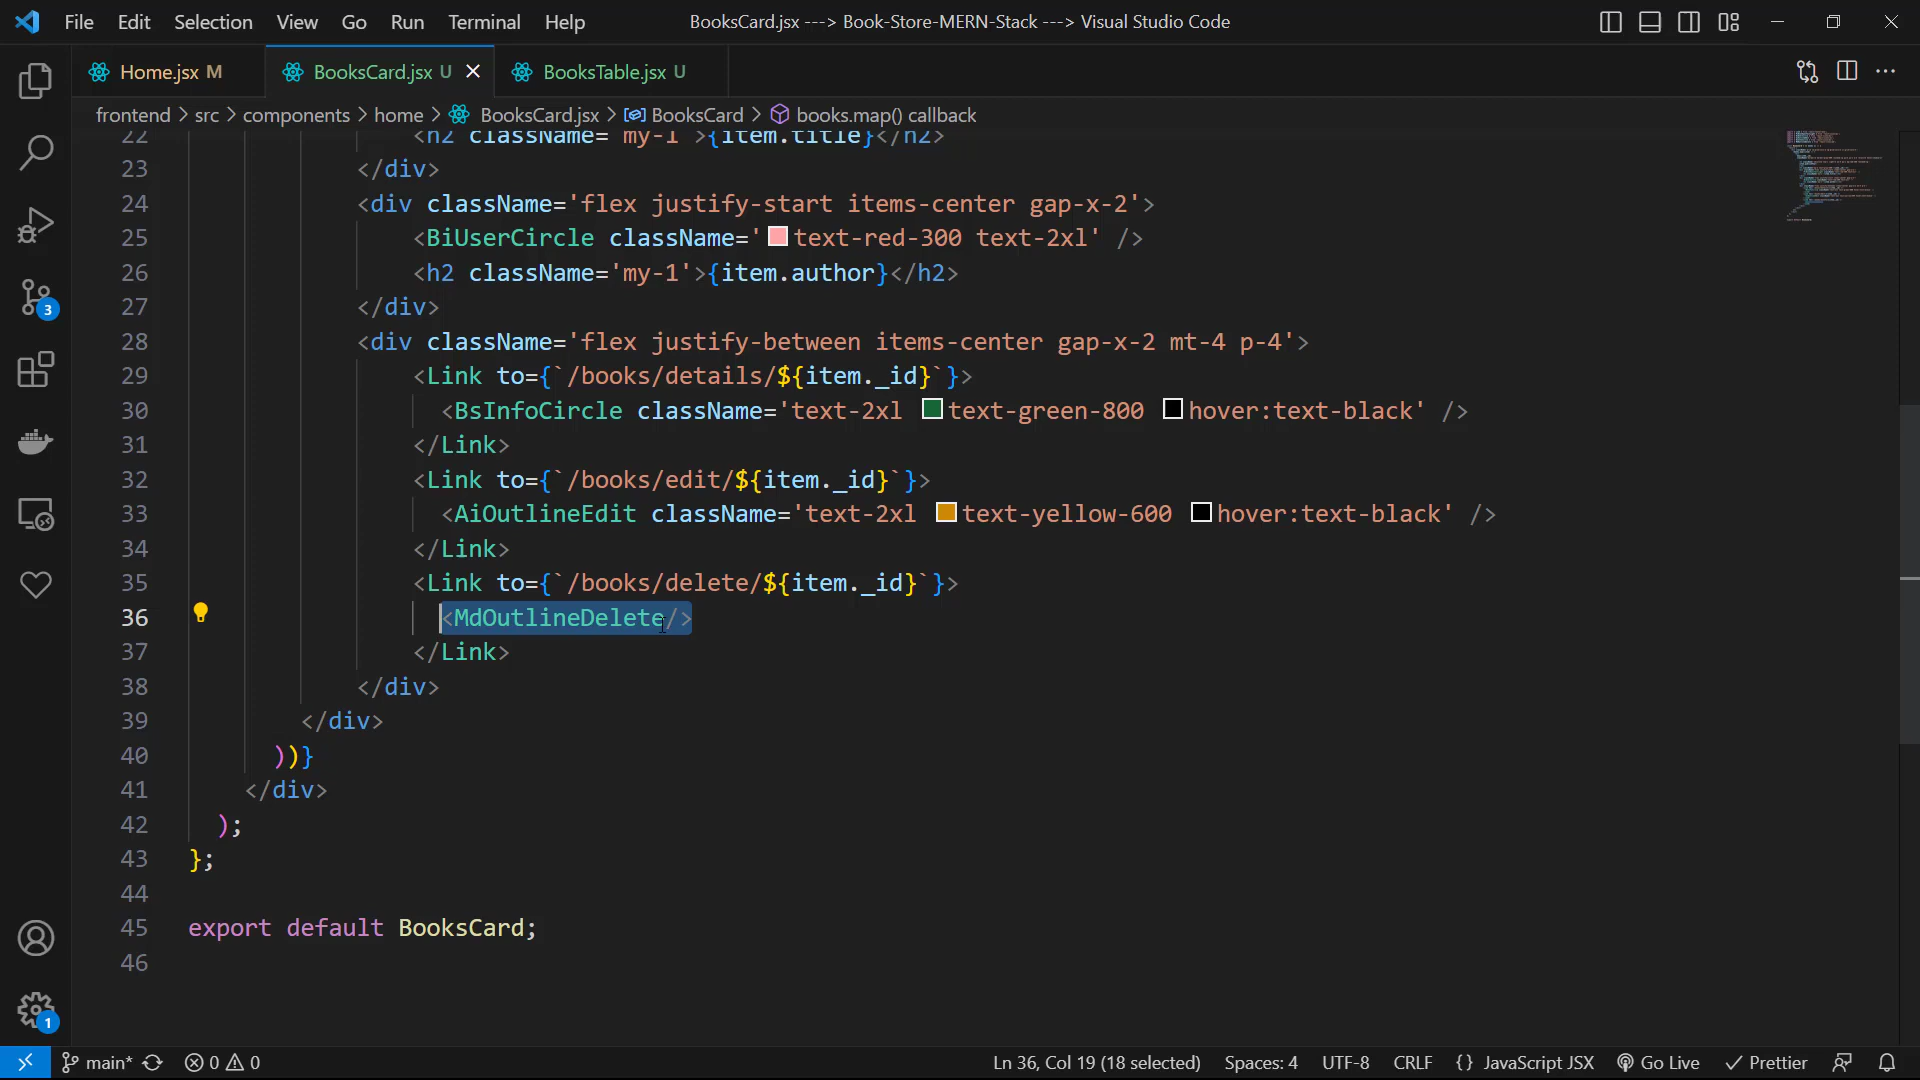 File Edit Selection View Go Run Terminal Help BooksCard.jsx ---> Book-Store-MERN-Stack ---> Visual Studio Code
Home.jsx M BooksCard.jsx U BooksTable.jsx U
frontend > src > components > home > BooksCard.jsx > BooksCard > books.map() callback
22 <h2 className='my-1'>{item.title}</h2>
23 </div>
24 <div className='flex justify-start items-center gap-x-2'>
25 <BiUserCircle className='text-red-300 text-2xl' />
26 <h2 className='my-1'>{item.author}</h2>
27 </div>
28 <div className='flex justify-between items-center gap-x-2 mt-4 p-4'>
29 <Link to={`/books/details/${item._id}`}>
30 <BsInfoCircle className='text-2xl text-green-800 hover:text-black' />
31 </Link>
32 <Link to={`/books/edit/${item._id}`}>
33 <AiOutlineEdit className='text-2xl text-yellow-600 hover:text-black' />
34 </Link>
35 <Link to={`/books/delete/${item._id}`}>
36 <MdOutlineDelete/>
37 </Link>
38 </div>
39 </div>
40 ))}
41 </div>
42 );
43 };
44
45 export default BooksCard;
46
3
1
main* 0 0 Ln 36, Col 19 (18 selected) Spaces: 4 UTF-8 CRLF {} JavaScript JSX Go Live Prettier